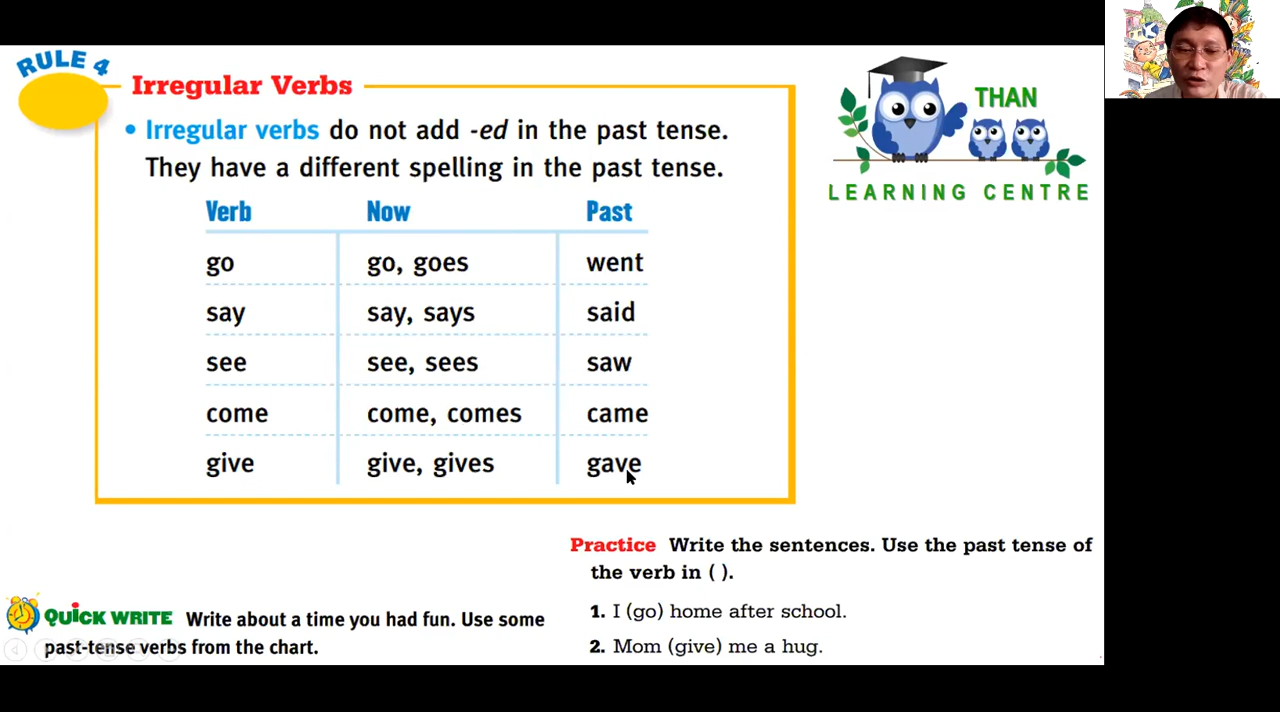 RULE 4
Irregular Verbs
• Irregular verbs do not add -ed in the past tense.
They have a different spelling in the past tense.
Verb Now Past
go go, goes went
say say, says said
see see, sees saw
come come, comes came
give give, gives gave
THAN
LEARNING CENTRE
QUICK WRITE Write about a time you had fun. Use some
past-tense verbs from the chart.
Practice Write the sentences. Use the past tense of
the verb in ( ).
1. I (go) home after school.
2. Mom (give) me a hug.